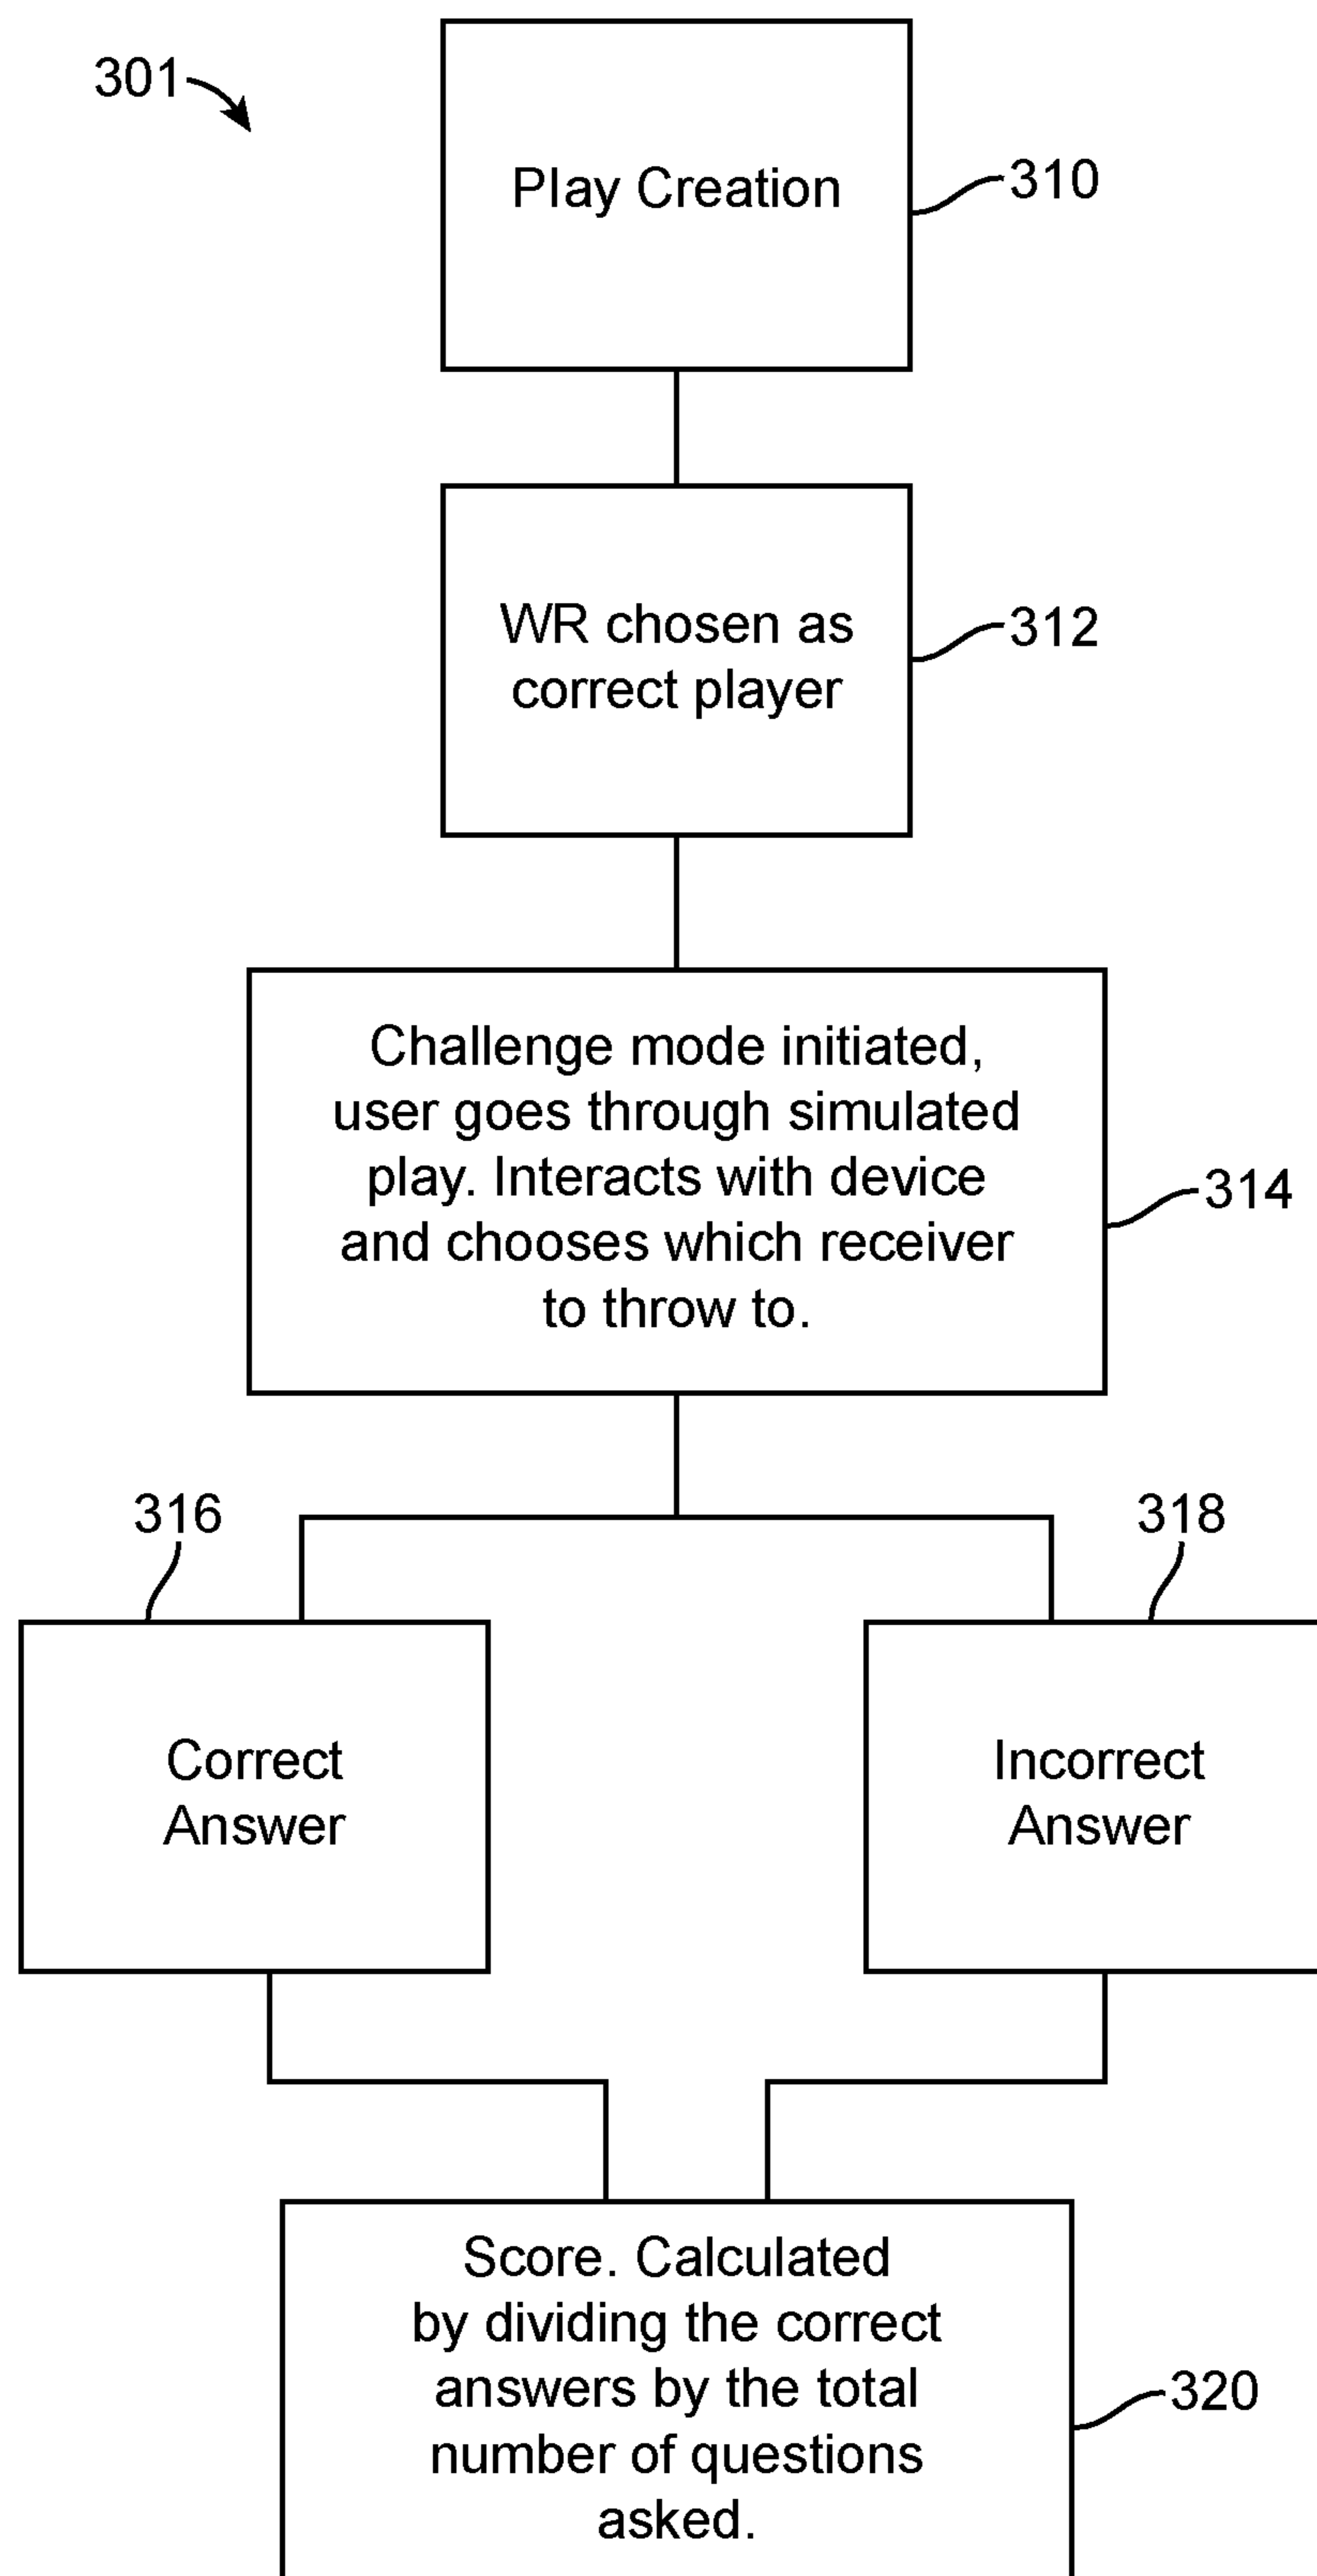 301
Play Creation
310
WR chosen as
correct player
312
Challenge mode initiated,
user goes through simulated
play. Interacts with device
and chooses which receiver
to throw to.
314
316
318
Correct
Answer
Incorrect
Answer
Score. Calculated
by dividing the correct
answers by the total
number of questions
asked.
320